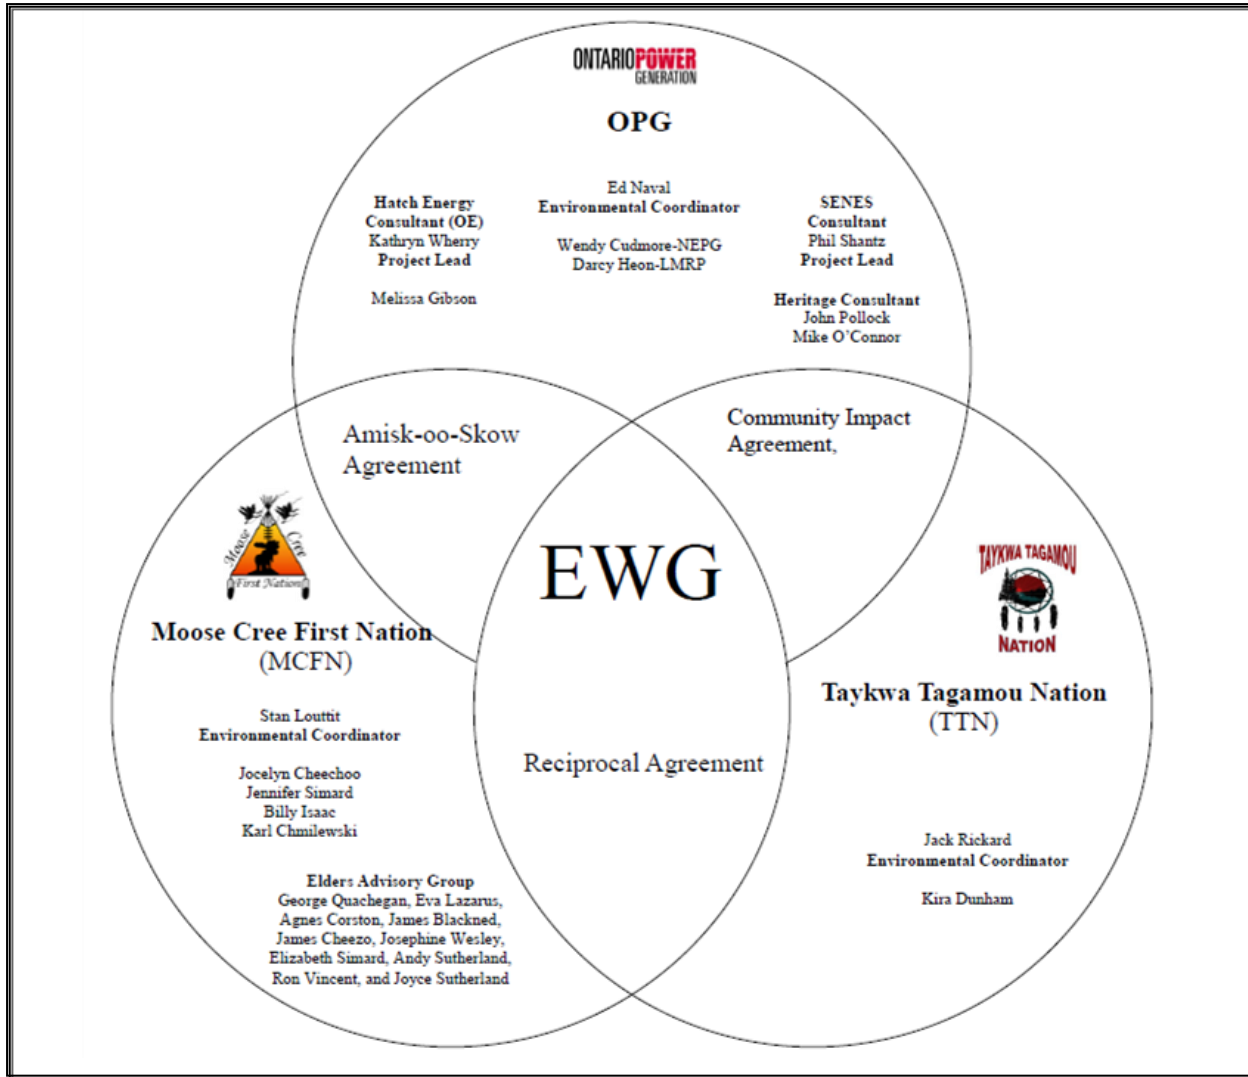 ONTARIOPOWER
GENERATION
OPG
Hatch Energy
Consultant (OE)
Kathryn Wherry
Project Lead
Melissa Gibson
Ed Naval
Environmental Coordinator
Wendy Cudmore-NEPG
Darcy Heon-LMRP
SENES
Consultant
Phil Shantz
Project Lead
Heritage Consultant
John Pollock
Mike O'Connor
Amisk-oo-Skow
Agreement
Community Impact
Agreement,
EWG
Reciprocal Agreement
Moose Cree
First Nation
Moose Cree First Nation
(MCFN)
Stan Louttit
Environmental Coordinator
Jocelyn Cheechoo
Jennifer Simard
Billy Isaac
Karl Chmilewski
Elders Advisory Group
George Quachegan, Eva Lazarus,
Agnes Corston, James Blackned,
James Cheezo, Josephine Wesley,
Elizabeth Simard, Andy Sutherland,
Ron Vincent, and Joyce Sutherland
TAYKWA TAGAMOU
NATION
Taykwa Tagamou Nation
(TTN)
Jack Rickard
Environmental Coordinator
Kira Dunham